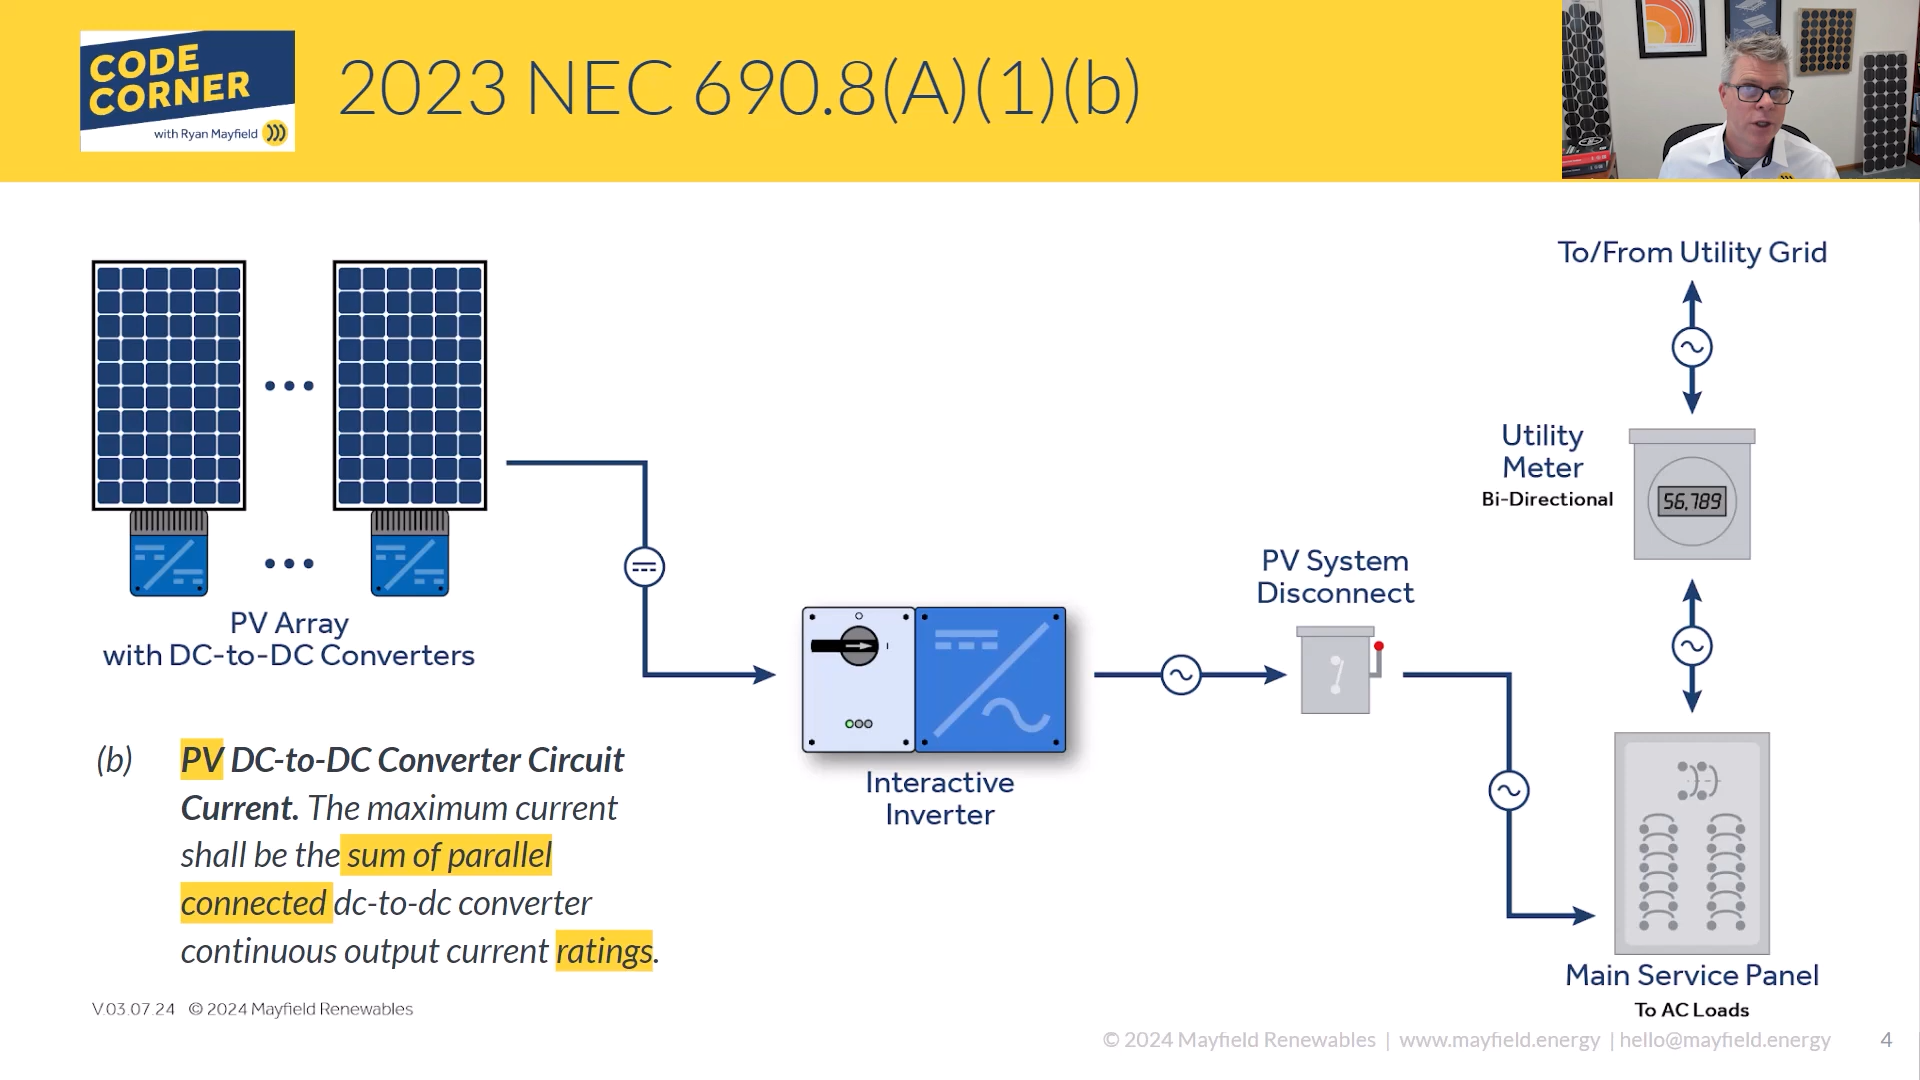 CODE
CORNER
with Ryan Mayfield
2023 NEC 690.8(A)(1)(b)
To/From Utility Grid
Utility
Meter
Bi-Directional
56,789
PV System
Disconnect
PV Array
with DC-to-DC Converters
Interactive
Inverter
(b) PV DC-to-DC Converter Circuit
Current. The maximum current
shall be the sum of parallel
connected dc-to-dc converter
continuous output current ratings.
Main Service Panel
To AC Loads
V.03.07.24 © 2024 Mayfield Renewables
© 2024 Mayfield Renewables | www.mayfield.energy | hello@mayfield.energy 4